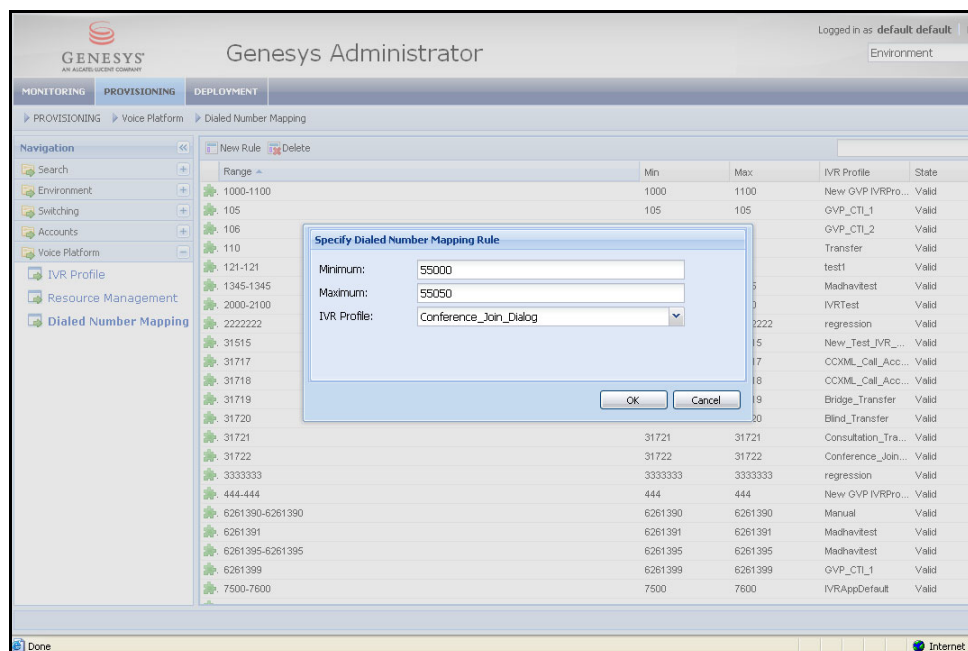 Logged in as default default
GENESYS
AN ALCATEL-LUCENT COMPANY
Genesys Administrator
Environment
MONITORING PROVISIONING DEPLOYMENT
PROVISIONING Voice Platform Dialed Number Mapping
Navigation
New Rule Delete
Search
Environment
Switching
Accounts
Voice Platform
IVR Profile
Resource Management
Dialed Number Mapping
Range Min Max IVR Profile State
1000-1100 1000 1100 New GVP IVRPro... Valid
105 105 105 GVP_CTI_1 Valid
106 GVP_CTI_2 Valid
110 Transfer Valid
121-121 test1 Valid
1345-1345 5 Madhavitest Valid
2000-2100 0 IVRTest Valid
2222222 2222 regression Valid
31515 5 New_Test_IVR_... Valid
31717 7 CCXML_Call_Acc... Valid
31718 8 CCXML_Call_Acc... Valid
31719 9 Bridge_Transfer Valid
31720 20 Blind_Transfer Valid
31721 31721 31721 Consultation_Tra... Valid
31722 31722 31722 Conference_Join... Valid
3333333 3333333 3333333 regression Valid
444-444 444 444 New GVP IVRPro... Valid
6261390-6261390 6261390 6261390 Manual Valid
6261391 6261391 6261391 Madhavitest Valid
6261395-6261395 6261395 6261395 Madhavitest Valid
6261399 6261399 6261399 GVP_CTI_1 Valid
7500-7600 7500 7600 IVRAppDefault Valid
Specify Dialed Number Mapping Rule
Minimum: 55000
Maximum: 55050
IVR Profile: Conference_Join_Dialog
OK Cancel
Done Internet